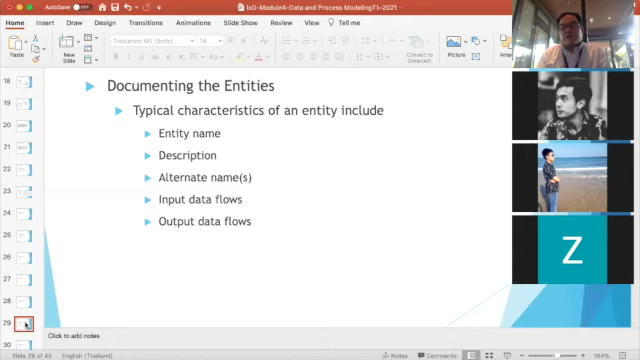 AutoSave OFF
IxD-Module4-Data and Process ModelingT1-2021
Home Insert Draw Design Transitions Animations Slide Show Review View Tell me
Paste
New
Slide
Trebuchet MS (Body)
Convert to
SmartArt
Picture
Arrange
18
19
20
21
22
23
24
25
26
27
28
29
30
Documenting the Entities
Typical characteristics of an entity include
Entity name
Description
Alternate name(s)
Input data flows
Output data flows
Z
Click to add notes
Slide 29 of 45 English (Thailand) Notes Comments